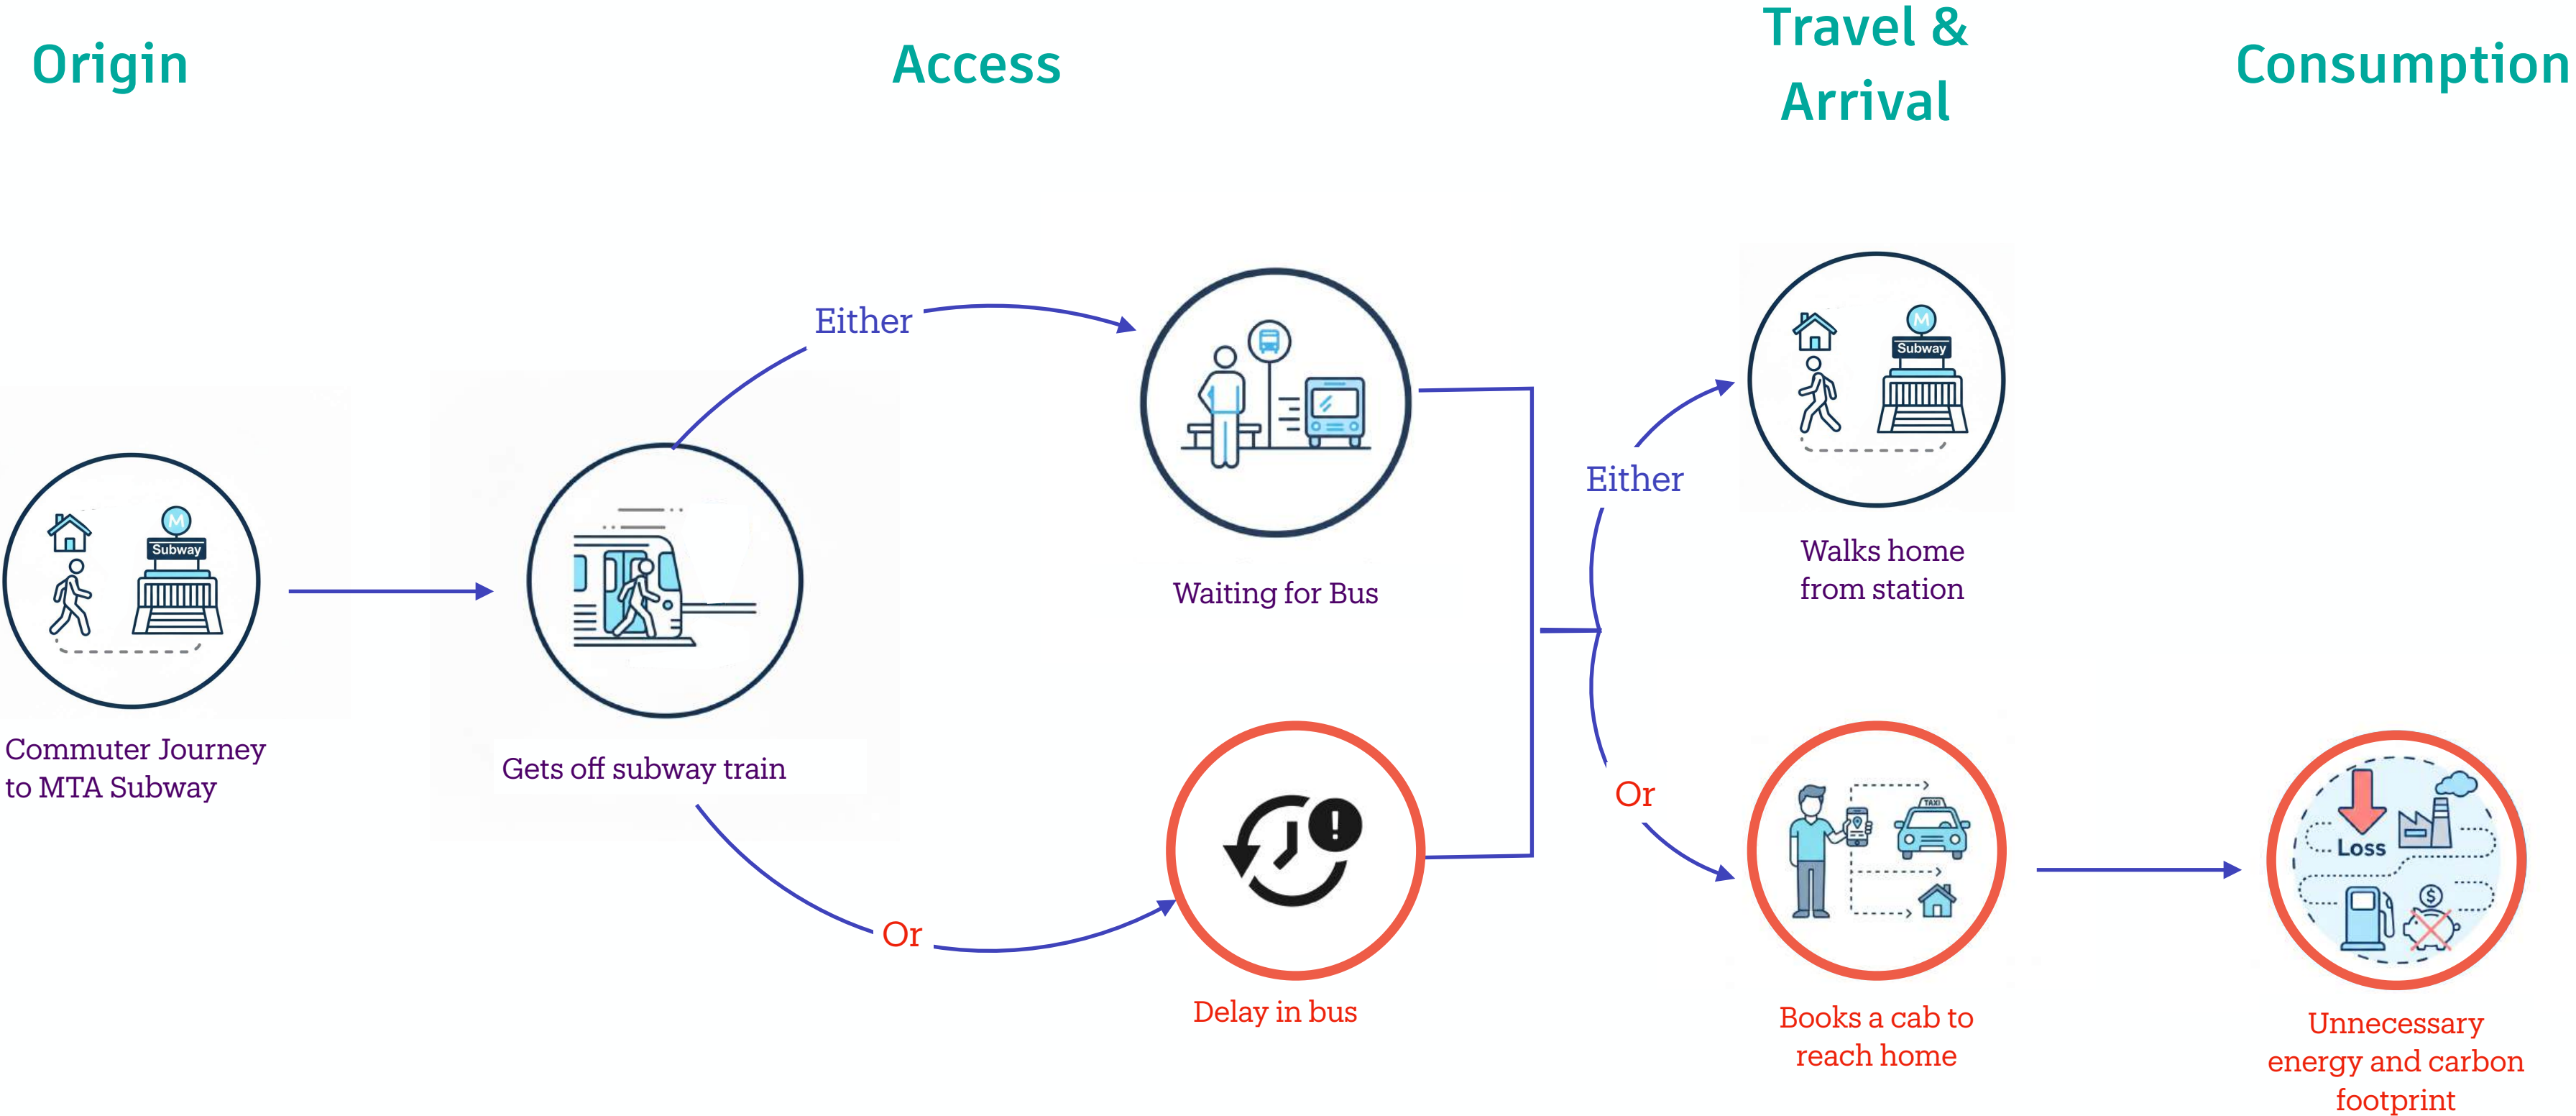 Origin
Access
Travel &
Arrival
Consumption
M
Subway
Commuter Journey
to MTA Subway
Gets off subway train
Either
Or
Waiting for Bus
!
Delay in bus
Either
Or
M
Subway
Walks home
from station
TAXI
Books a cab to
reach home
Loss
$
Unnecessary
energy and carbon
footprint